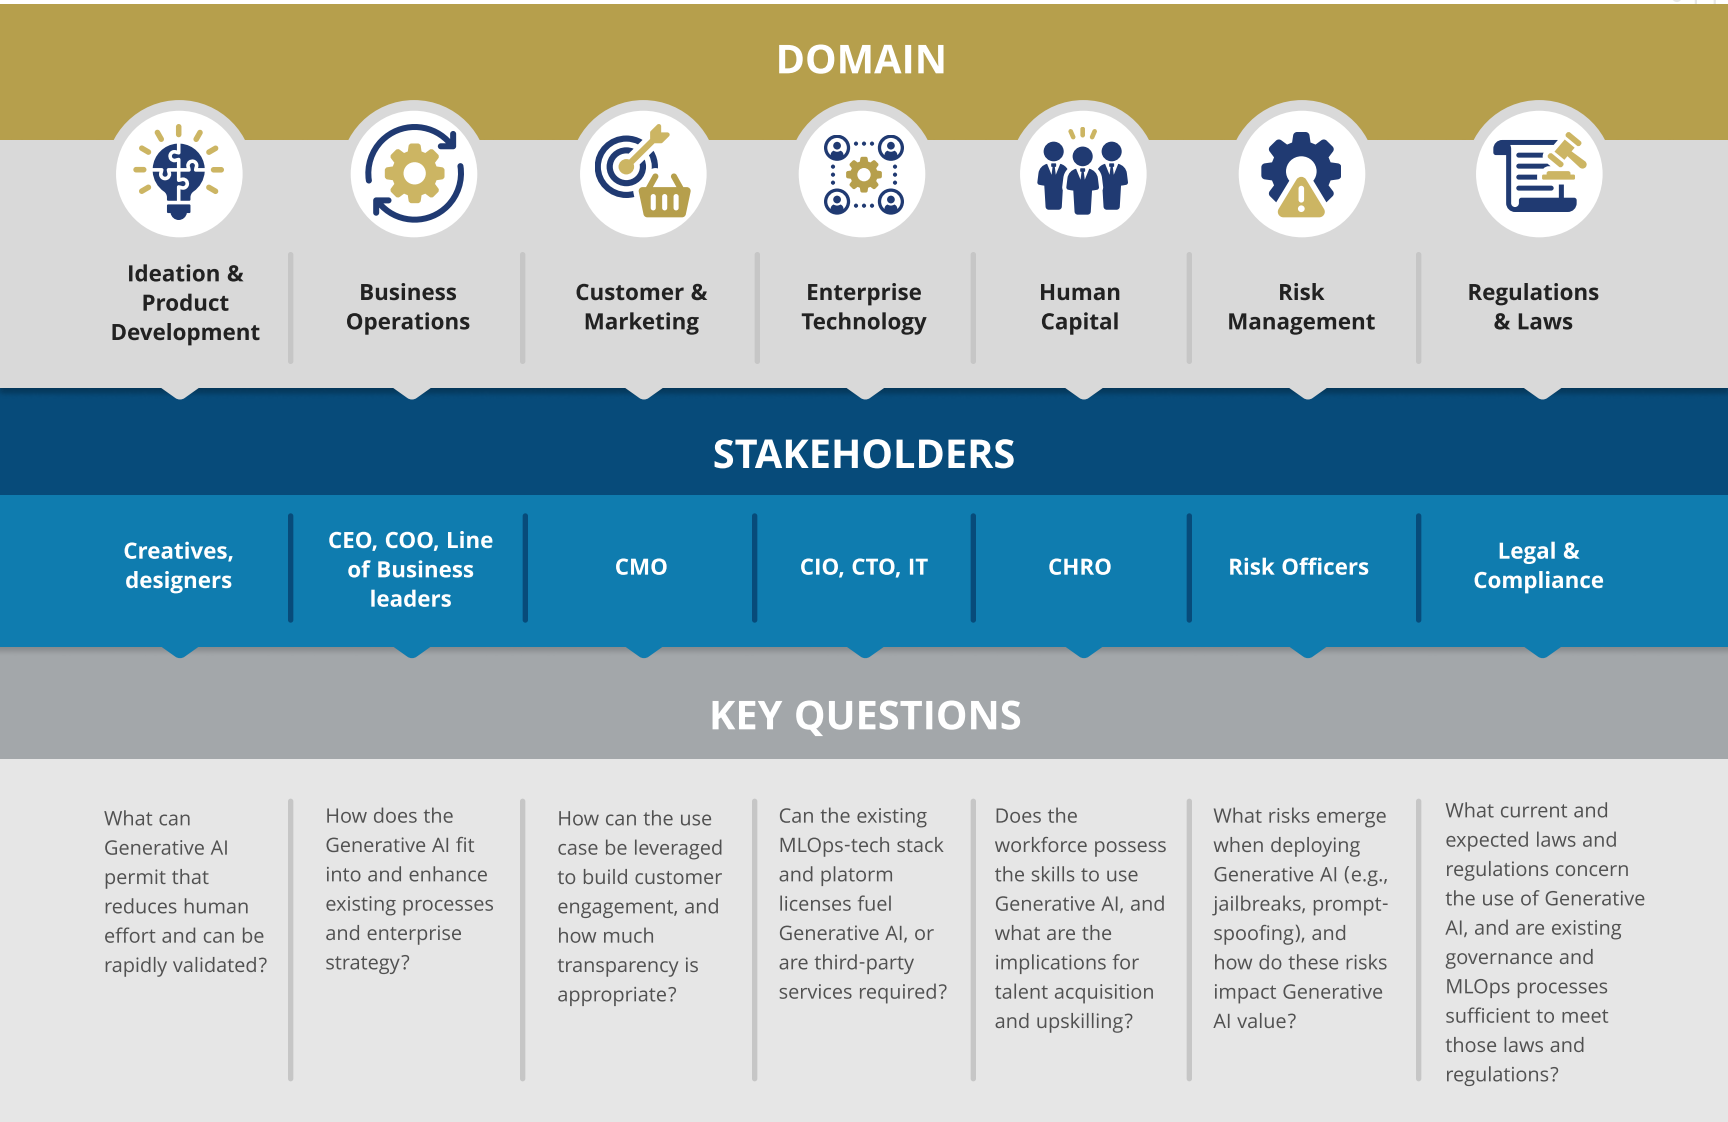 DOMAIN
Ideation &
Product
Development
Business
Operations
Customer &
Marketing
Enterprise
Technology
Human
Capital
Risk
Management
Regulations
& Laws
STAKEHOLDERS
Creatives,
designers
CEO, COO, Line
of Business
leaders
CMO
CIO, CTO, IT
CHRO
Risk Officers
Legal &
Compliance
KEY QUESTIONS
What can
Generative AI
permit that
reduces human
effort and can be
rapidly validated?
How does the
Generative AI fit
into and enhance
existing processes
and enterprise
strategy?
How can the use
case be leveraged
to build customer
engagement, and
how much
transparency is
appropriate?
Can the existing
MLOps-tech stack
and platorm
licenses fuel
Generative AI, or
are third-party
services required?
Does the
workforce possess
the skills to use
Generative AI, and
what are the
implications for
talent acquisition
and upskilling?
What risks emerge
when deploying
Generative AI (e.g.,
jailbreaks, prompt-
spoofing), and
how do these risks
impact Generative
AI value?
What current and
expected laws and
regulations concern
the use of Generative
AI, and are existing
governance and
MLOps processes
sufficient to meet
those laws and
regulations?